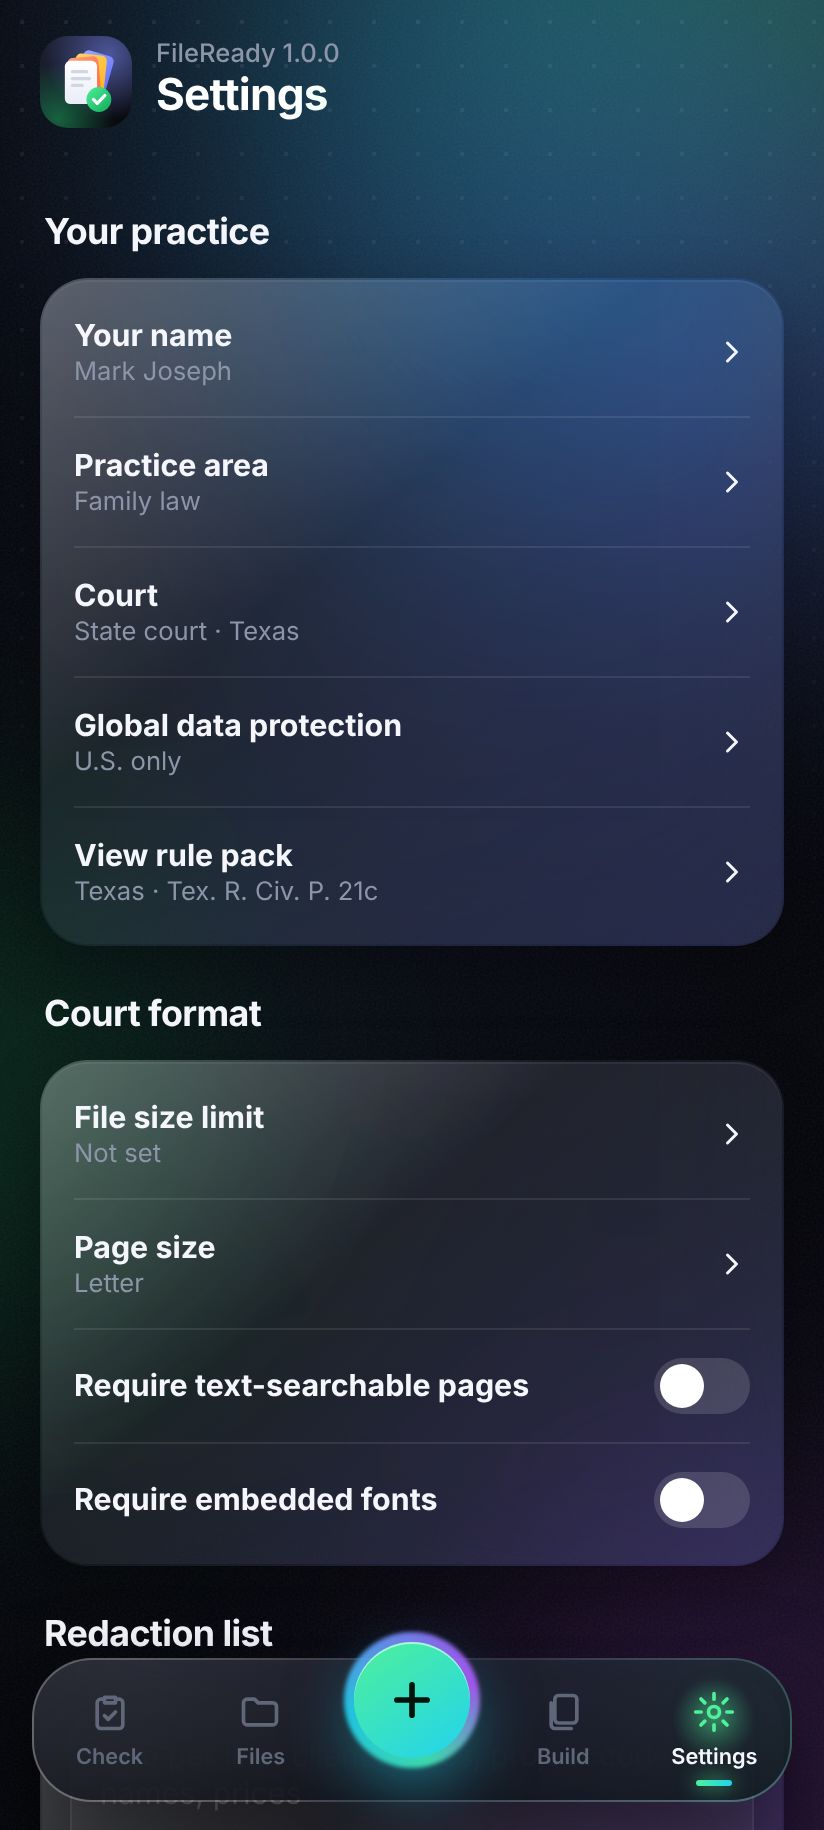 FileReady 1.0.0
Settings
Your practice
Your name
Mark Joseph
Practice area
Family law
Court
State court · Texas
Global data protection
U.S. only
View rule pack
Texas · Tex. R. Civ. P. 21c
Court format
File size limit
Not set
Page size
Letter
Require text-searchable pages
Require embedded fonts
Redaction list
Check
Files
Build
Settings
names, prices